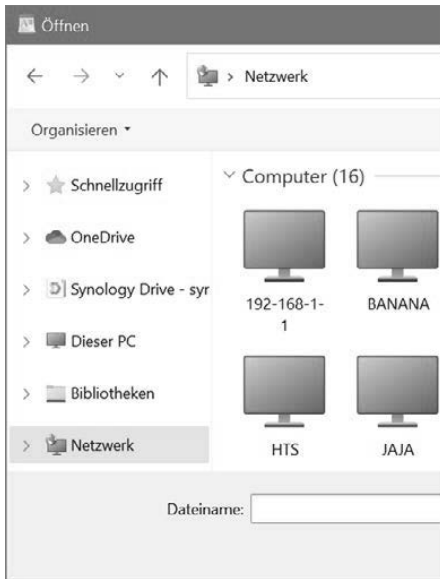 Öffnen
Netzwerk
Organisieren
Schnellzugriff
OneDrive
Synology Drive - syr
Dieser PC
Bibliotheken
Netzwerk
Computer (16)
192-168-1-
1
BANANA
HTS
JAJA
Dateiname: